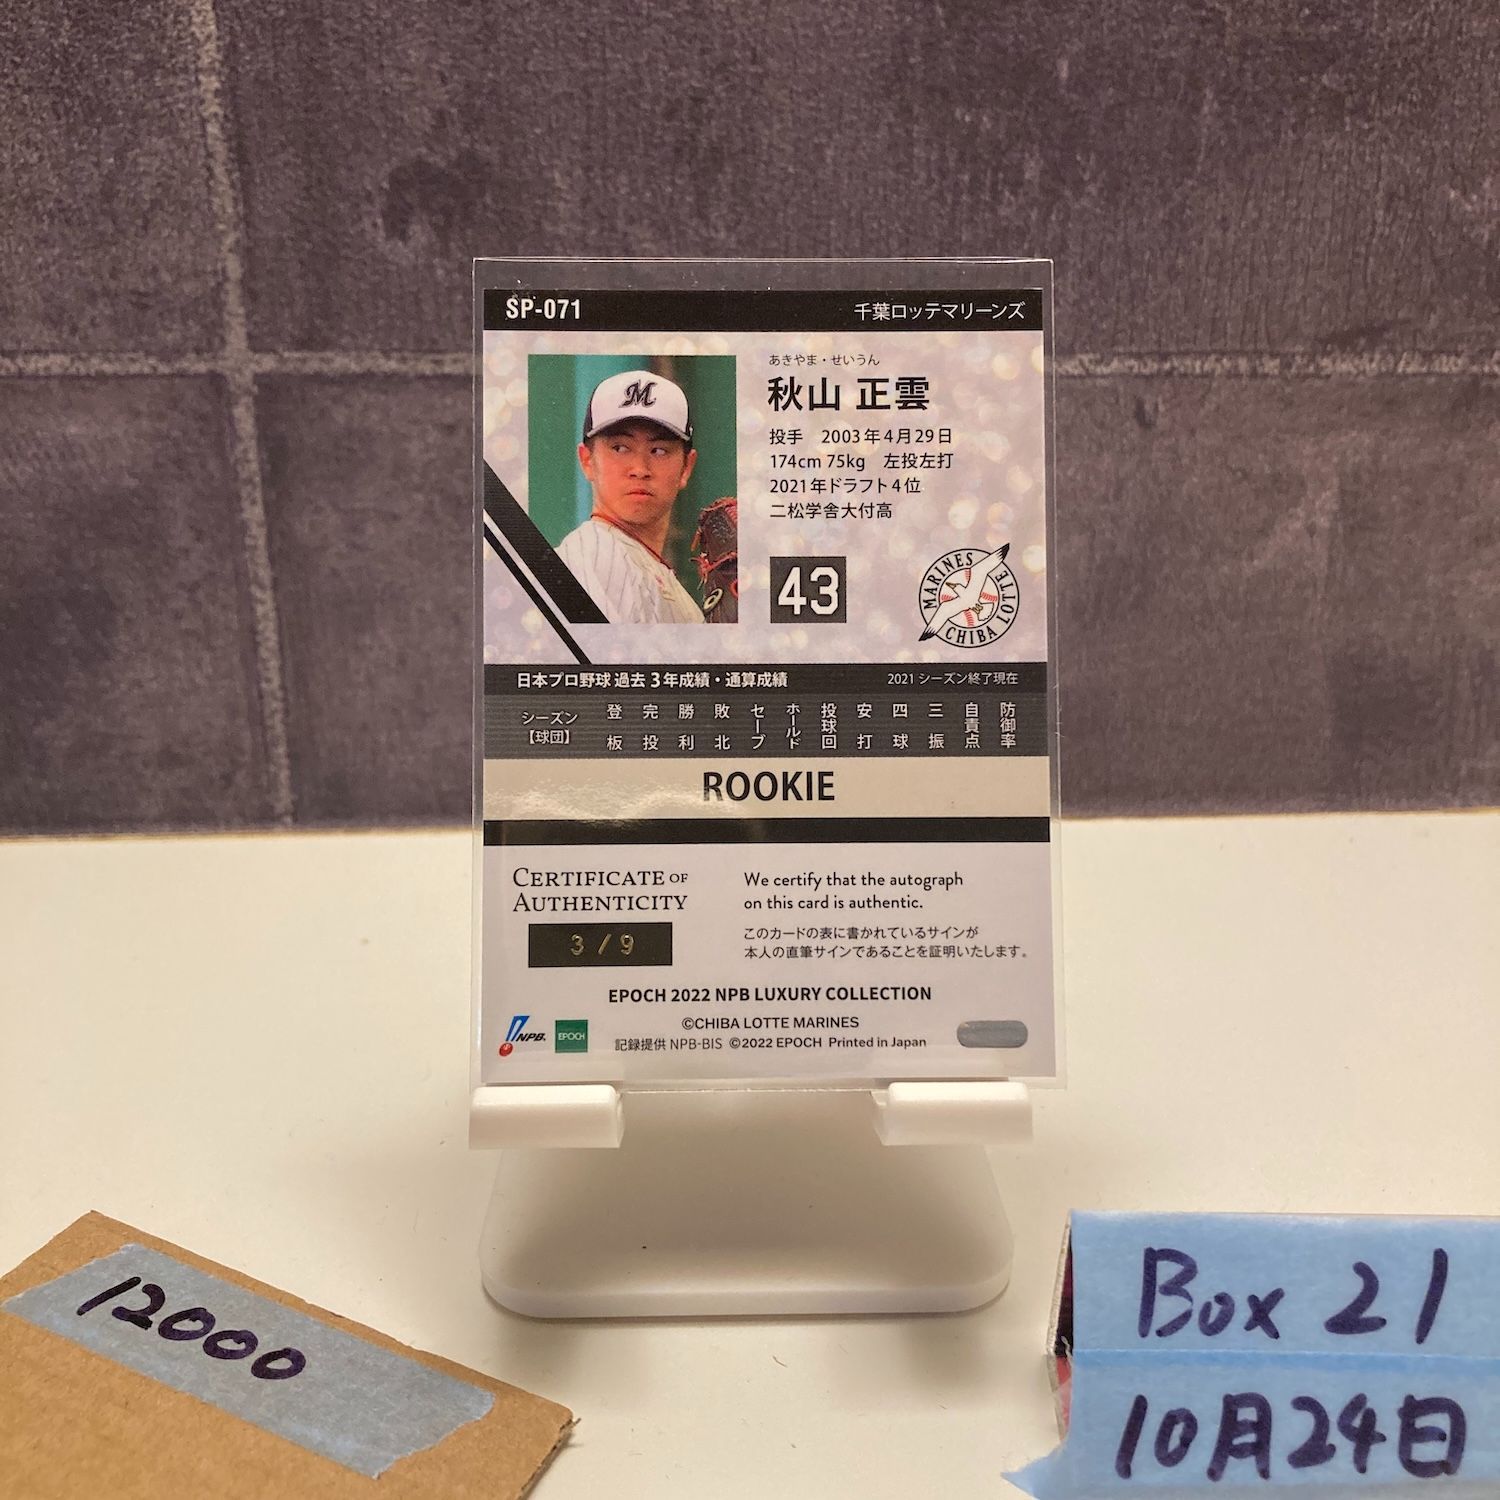 SP-071
千葉ロッテマリーンズ
M
あきやま・せいうん
秋山 正雲
投手 2003年4月29日
174cm 75kg 左投左打
2021年ドラフト4位
二松学舎大付高
43
MARINES
CHIBA LOTTE
日本プロ野球 過去3年成績・通算成績
2021 シーズン終了現在
シーズン【球団】 登板 完投 勝利 敗北 セーブ ホールド 投球回 安打 四球 三振 自責点 防御率
ROOKIE
CERTIFICATE OF
AUTHENTICITY
3/9
We certify that the autograph
on this card is authentic.
このカードの表に書かれているサインが
本人の直筆サインであることを証明いたします。
EPOCH 2022 NPB LUXURY COLLECTION
NPB.
EPOCH
©CHIBA LOTTE MARINES
記録提供 NPB-BIS ©2022 EPOCH Printed in Japan
12000
Box 21
10月24日